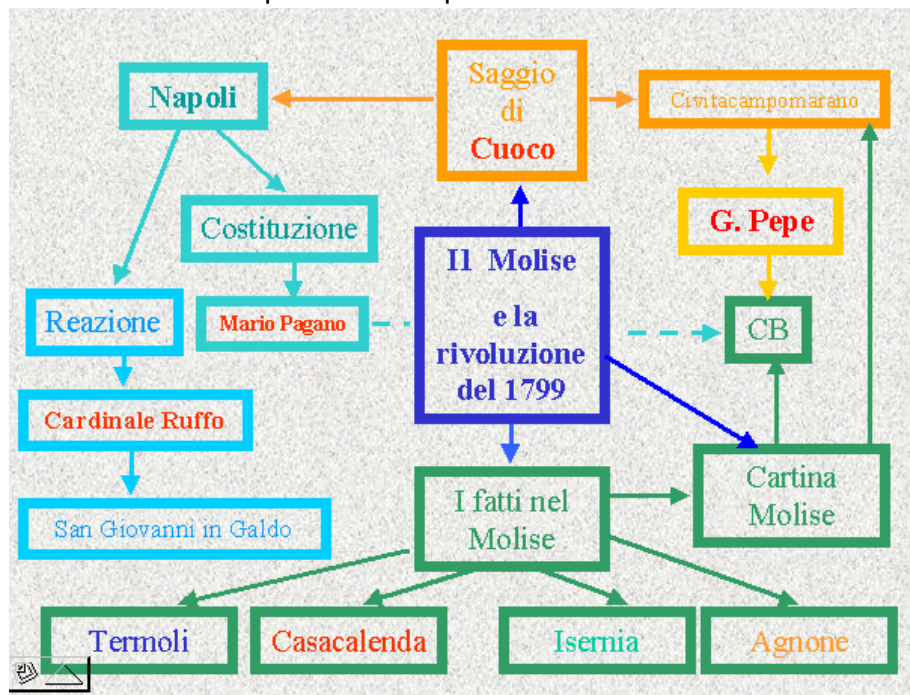 Saggio
di
Cuoco
Napoli
Civitacampomarano
Costituzione
G. Pepe
Il Molise
e la
rivoluzione
del 1799
Reazione
Mario Pagano
CB
Cardinale Ruffo
Cartina
Molise
I fatti nel
Molise
San Giovanni in Galdo
Termoli
Casacalenda
Isernia
Agnone